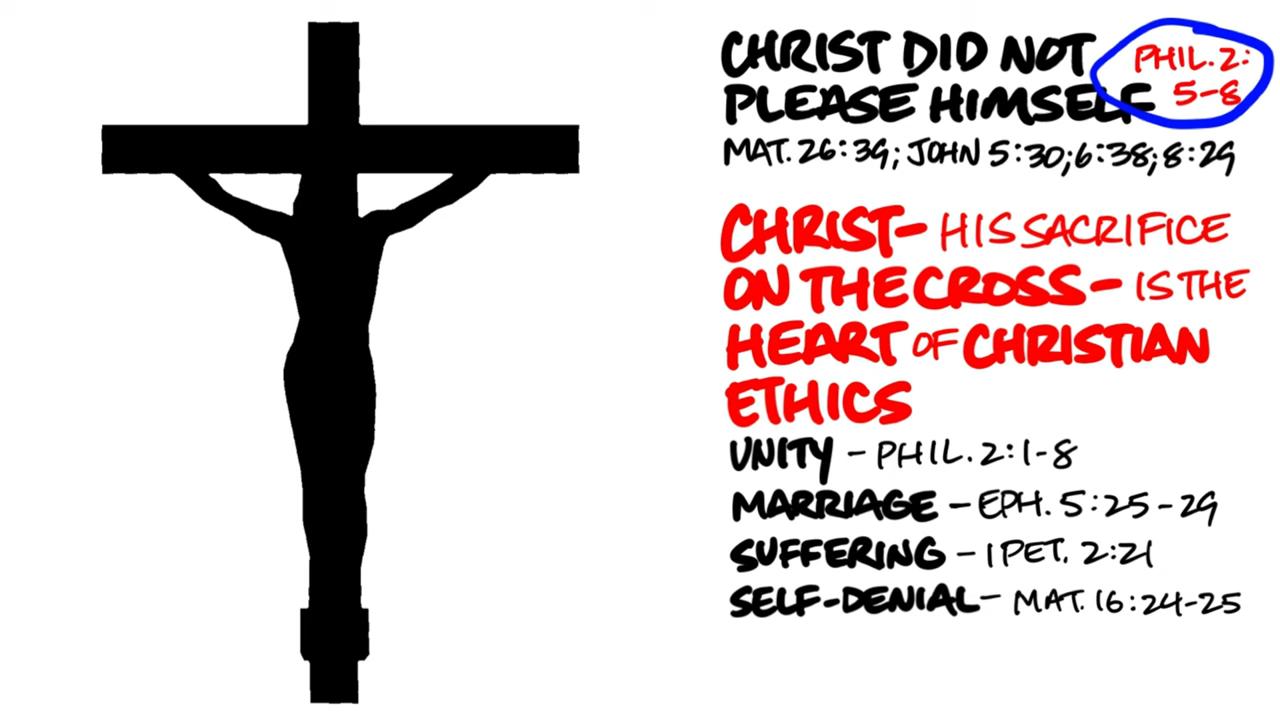 CHRIST DID NOT
PLEASE HIMSELF
PHIL. 2:
5-8
MAT. 26:39; JOHN 5:30; 6:38; 8:29
CHRIST- HIS SACRIFICE
ON THE CROSS- IS THE
HEART OF CHRISTIAN
ETHICS
UNITY - PHIL. 2:1-8
MARRIAGE - EPH. 5:25-29
SUFFERING - 1 PET. 2:21
SELF-DENIAL- MAT. 16:24-25